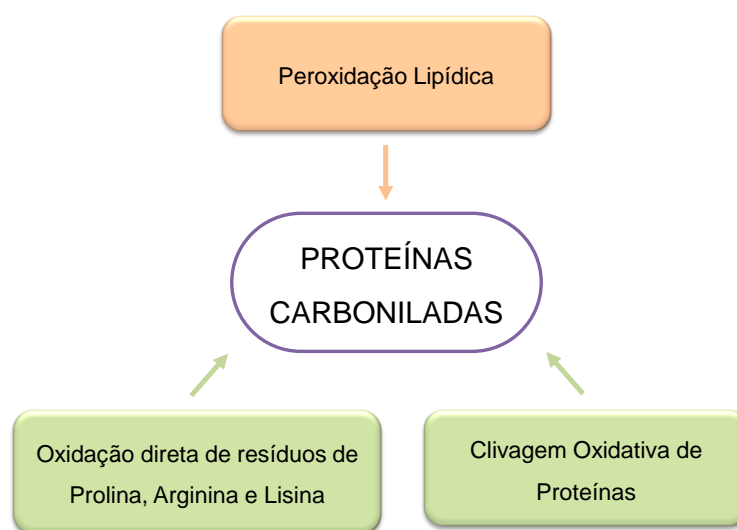 Peroxidação Lipídica
PROTEÍNAS
CARBONILADAS
Oxidação direta de resíduos de
Prolina, Arginina e Lisina
Clivagem Oxidativa de
Proteínas